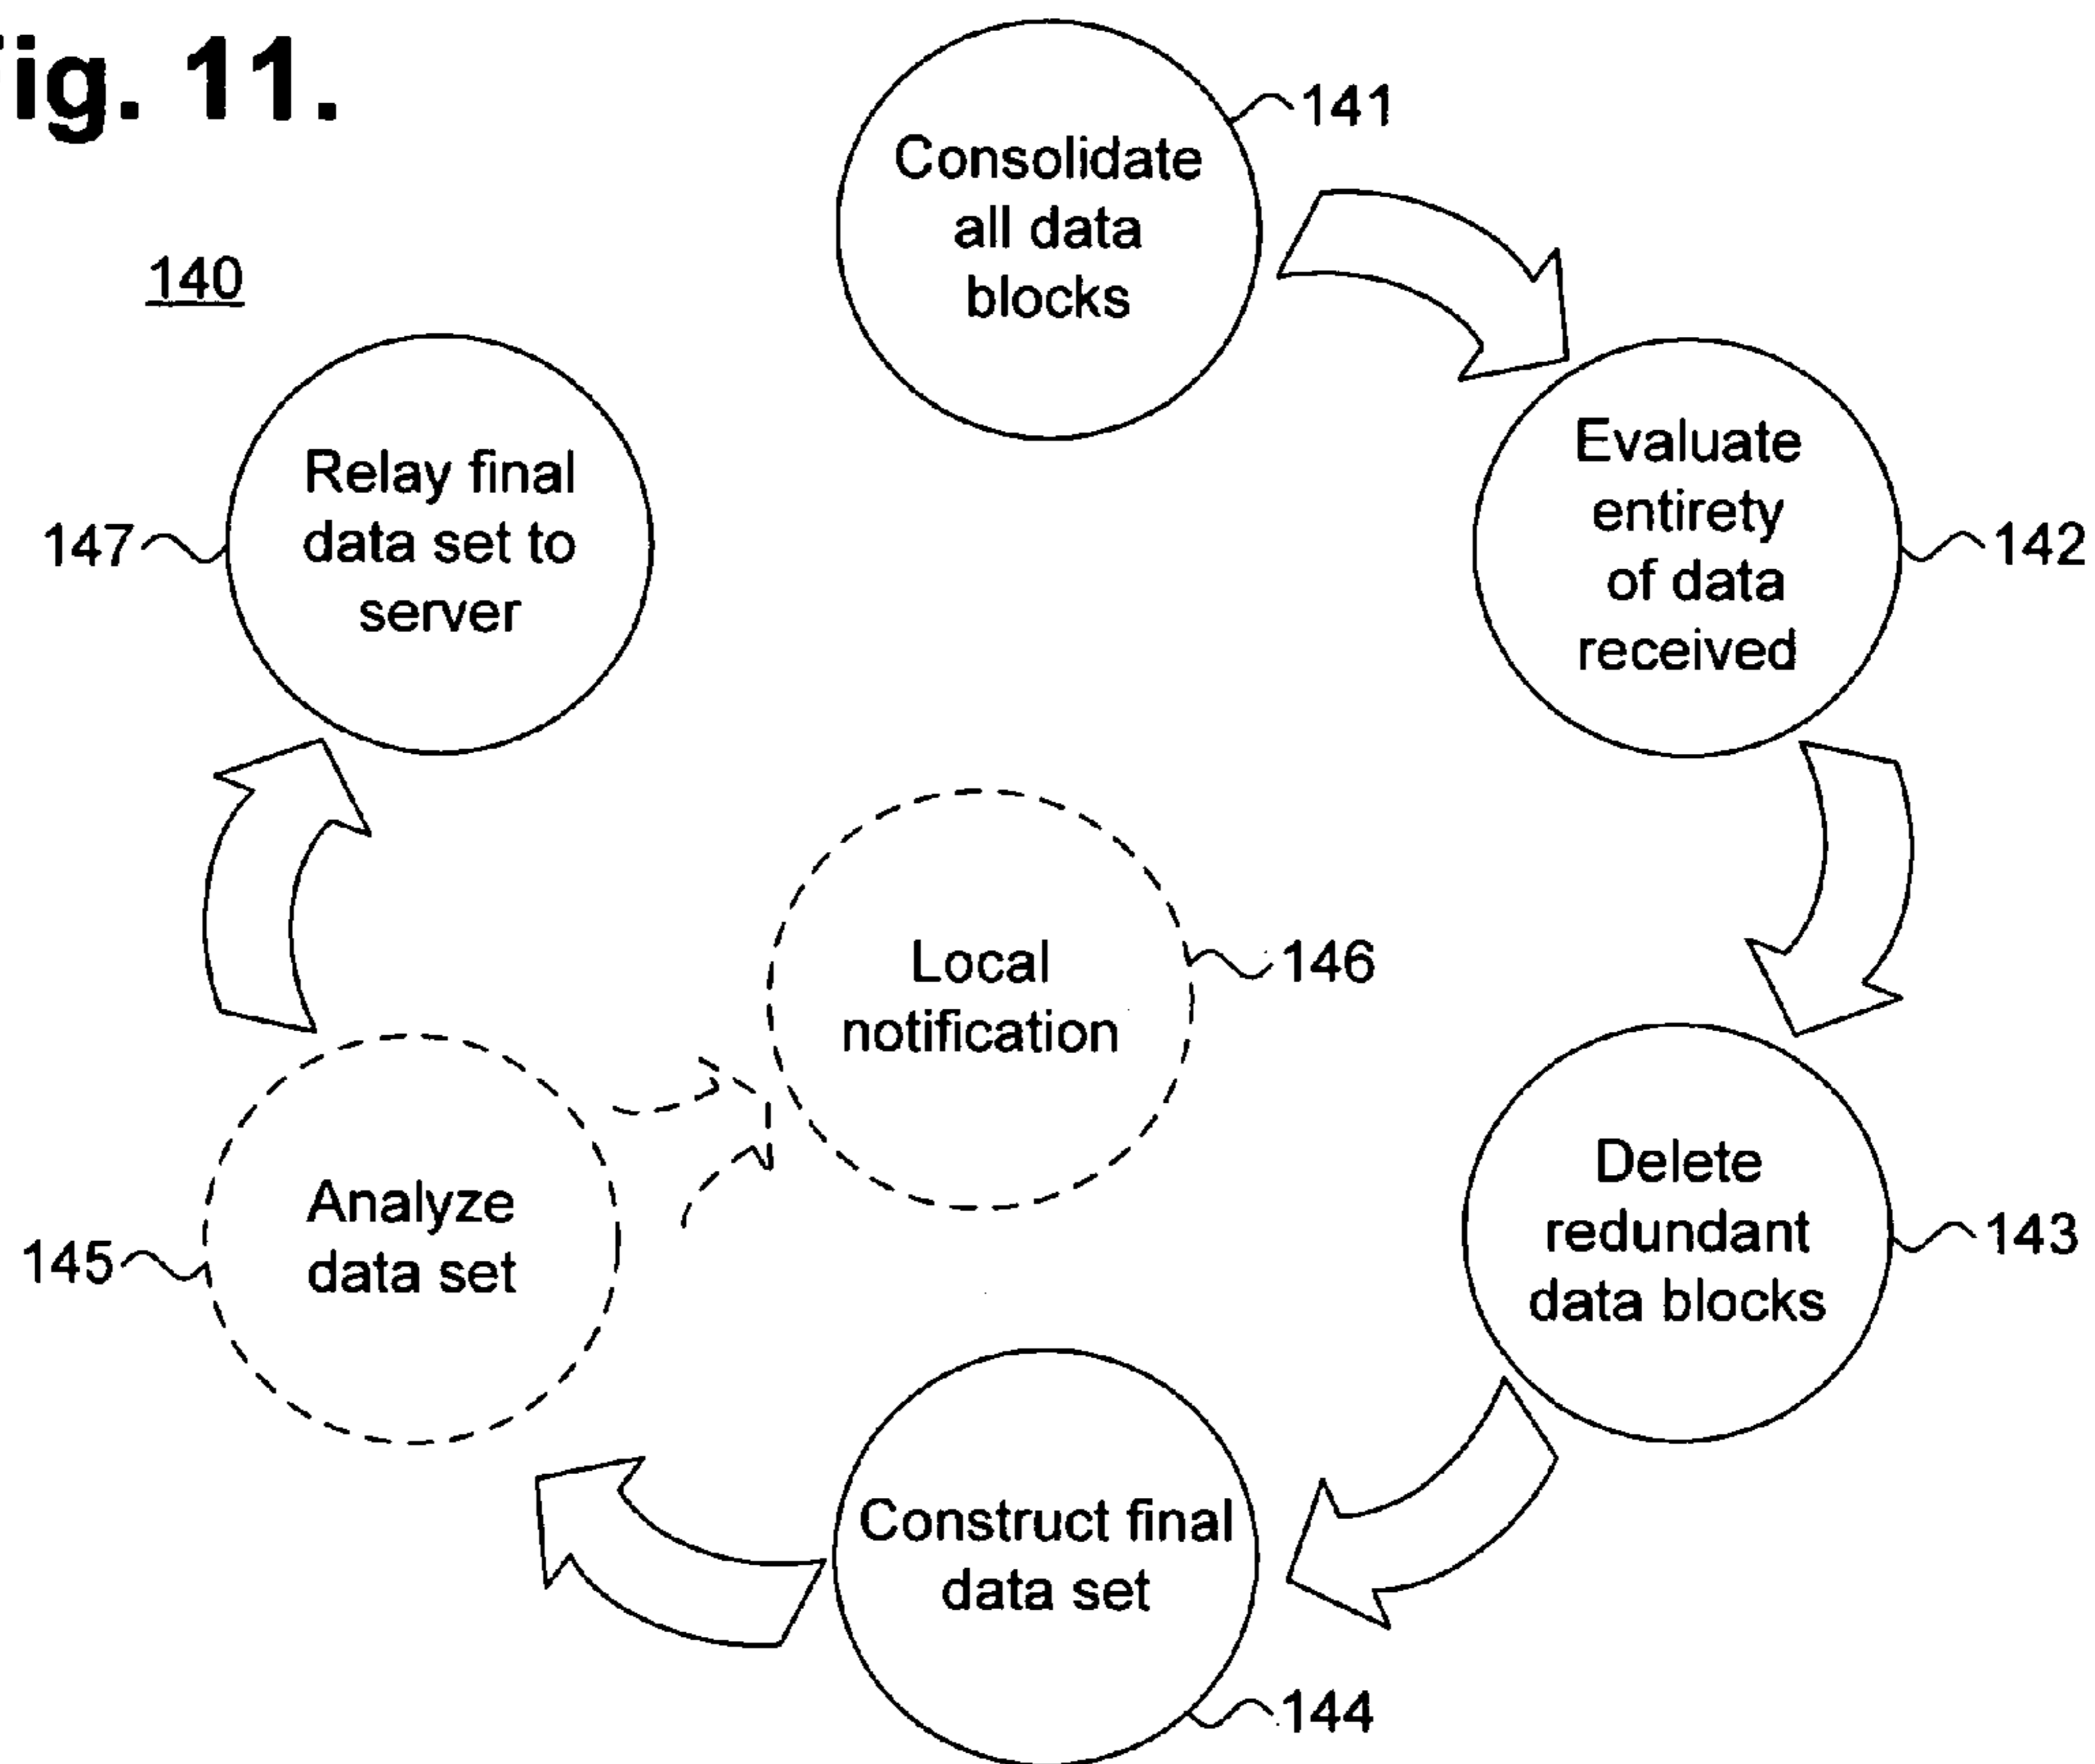 ig. 11.
140
Consolidate
all data
blocks
141
Evaluate
entirety
of data
received
142
Delete
redundant
data blocks
143
Construct final
data set
144
Analyze
data set
145
Local
notification
146
Relay final
data set to
server
147